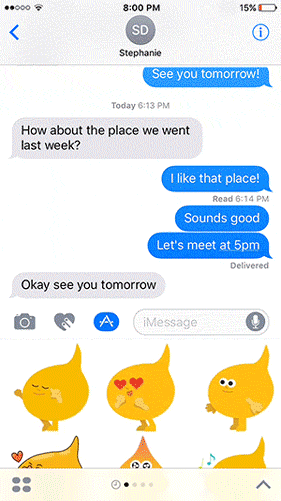 8:00 PM
15%
SD
Stephanie
See you tomorrow!
Today 6:13 PM
How about the place we went
last week?
I like that place!
Read 6:14 PM
Sounds good
Let's meet at 5pm
Delivered
Okay see you tomorrow
iMessage